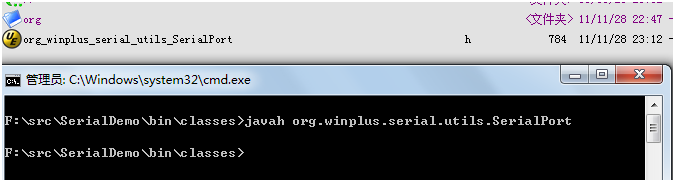 org <文件夹> 11/11/28 22:47 -
org_winplus_serial_utils_SerialPort h 784 11/11/28 23:12 -
管理员: C:\Windows\system32\cmd.exe
F:\src\SerialDemo\bin\classes>javah org.winplus.serial.utils.SerialPort
F:\src\SerialDemo\bin\classes>